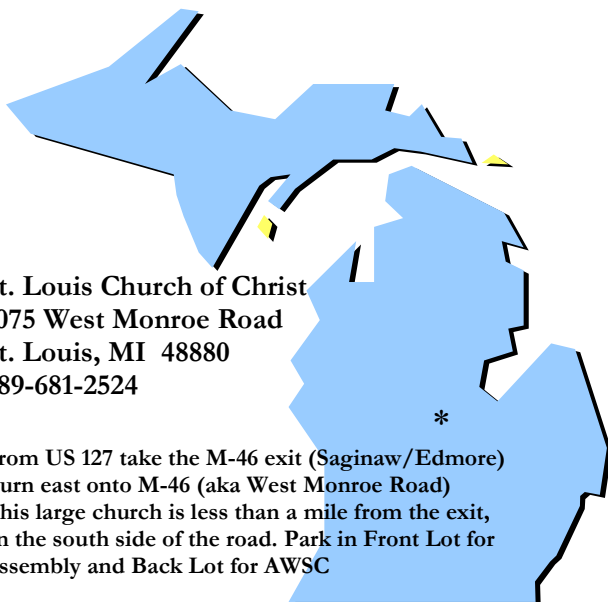 t. Louis Church of Christ
075 West Monroe Road
t. Louis, MI 48880
89-681-2524
*
rom US 127 take the M-46 exit (Saginaw/Edmore)
urn east onto M-46 (aka West Monroe Road)
his large church is less than a mile from the exit,
n the south side of the road. Park in Front Lot for
ssembly and Back Lot for AWSC